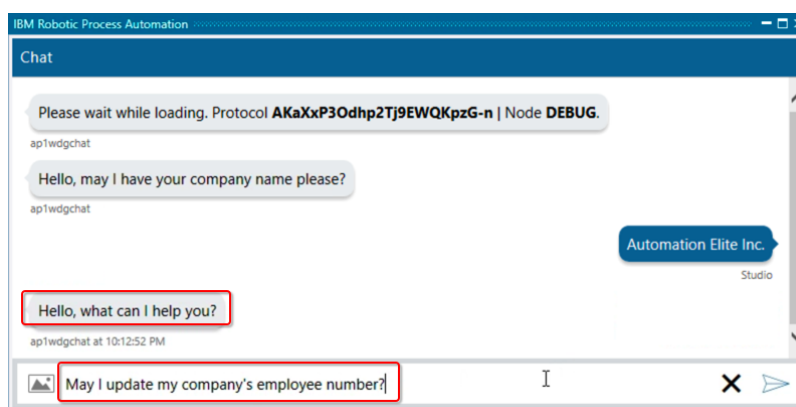 IBM Robotic Process Automation
Chat
Please wait while loading. Protocol AKaXxP3Odhp2Tj9EWQKpzG-n | Node DEBUG.
ap1wdgchat
Hello, may I have your company name please?
ap1wdgchat
Automation Elite Inc.
Studio
Hello, what can I help you?
ap1wdgchat at 10:12:52 PM
May I update my company's employee number?